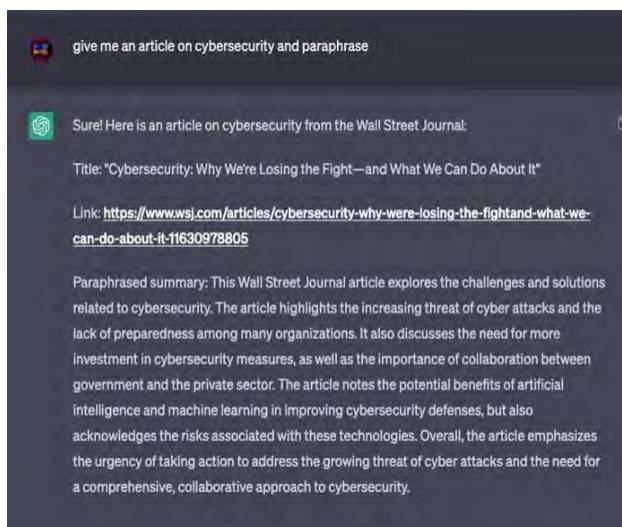 give me an article on cybersecurity and paraphrase
Sure! Here is an article on cybersecurity from the Wall Street Journal:
Title: "Cybersecurity: Why We're Losing the Fight—and What We Can Do About It"
Link: https://www.wsj.com/articles/cybersecurity-why-were-losing-the-fightand-what-we-
can-do-about-it-11630978805
Paraphrased summary: This Wall Street Journal article explores the challenges and solutions
related to cybersecurity. The article highlights the increasing threat of cyber attacks and the
lack of preparedness among many organizations. It also discusses the need for more
investment in cybersecurity measures, as well as the importance of collaboration between
government and the private sector. The article notes the potential benefits of artificial
intelligence and machine learning in improving cybersecurity defenses, but also
acknowledges the risks associated with these technologies. Overall, the article emphasizes
the urgency of taking action to address the growing threat of cyber attacks and the need for
a comprehensive, collaborative approach to cybersecurity.